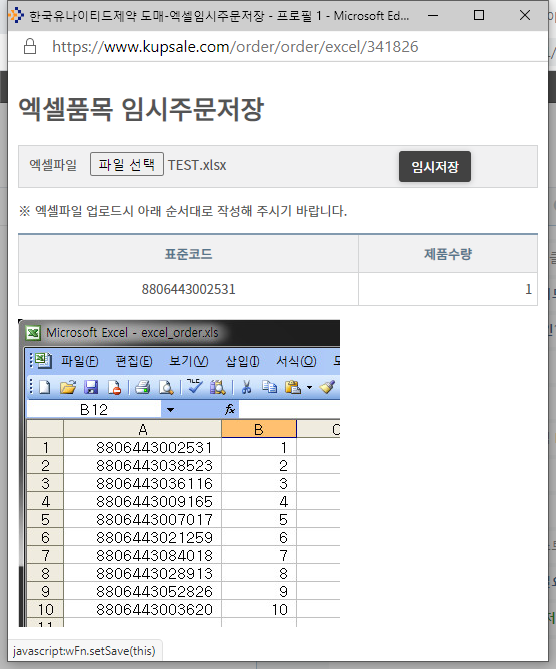 한국유나이티드제약 도매-엑셀임시주문저장 - 프로필 1 - Microsoft Ed...
https://www.kupsale.com/order/order/excel/341826
엑셀품목 임시주문저장
엑셀파일 파일 선택 TEST.xlsx 임시저장
※ 엑셀파일 업로드시 아래 순서대로 작성해 주시기 바랍니다.
표준코드 제품수량
8806443002531 1
Microsoft Excel - excel_order.xls
파일(F) 편집(E) 보기(V) 삽입(I) 서식(O)
B12 fx
A B C
1 8806443002531 1
2 8806443038523 2
3 8806443036116 3
4 8806443009165 4
5 8806443007017 5
6 8806443021259 6
7 8806443084018 7
8 8806443028913 8
9 8806443052826 9
10 8806443003620 10
11
javascript:wFn.setSave(this)